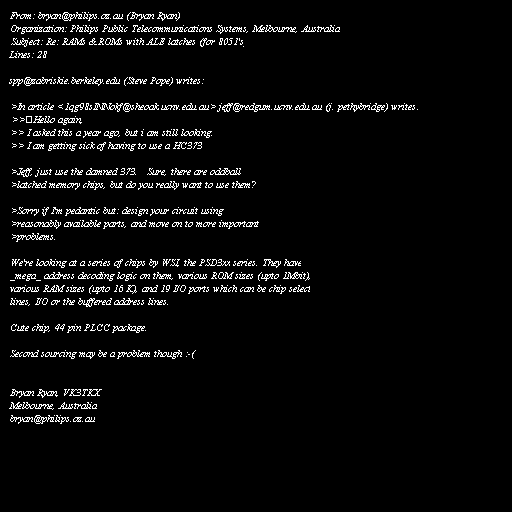 From: bryan@philips.oz.au (Bryan Ryan)
Organization: Philips Public Telecommunications Systems, Melbourne, Australia
Subject: Re: RAMs & ROMs with ALE latches (for 8051's)
Lines: 28
spp@zabriskie.berkeley.edu (Steve Pope) writes:
>In article <1qg98sINNokf@sheoak.ucnv.edu.au> jeff@redgum.ucnv.edu.au (j. pethybridge) writes:
>>Hello again,
>> I asked this a year ago, but i am still looking.
>> I am getting sick of having to use a HC373
>Jeff, just use the damned 373. Sure, there are oddball
>latched memory chips, but do you really want to use them?
>Sorry if I'm pedantic but: design your circuit using
>reasonably available parts, and move on to more important
>problems.
We're looking at a series of chips by WSI, the PSD3xx series. They have
_mega_ address decoding logic on them, various ROM sizes (upto 1Mbit),
various RAM sizes (upto 16 K), and 19 I/O ports which can be chip select
lines, I/O or the buffered address lines.
Cute chip, 44 pin PLCC package.
Second sourcing may be a problem though :-(
Bryan Ryan, VK3TKX
Melbourne, Australia
bryan@philips.oz.au